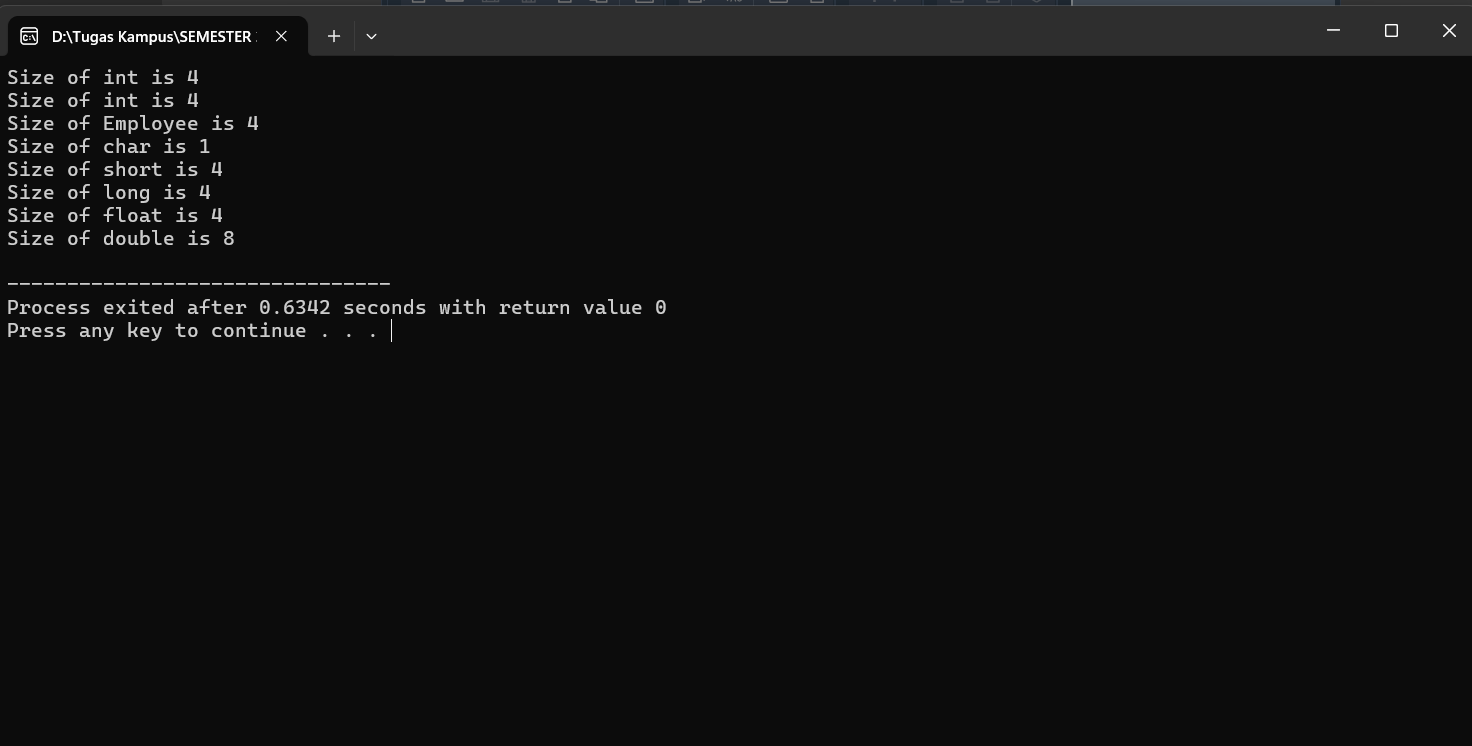 D:\Tugas Kampus\SEMESTER
Size of int is 4
Size of int is 4
Size of Employee is 4
Size of char is 1
Size of short is 4
Size of long is 4
Size of float is 4
Size of double is 8
--------------------------------
Process exited after 0.6342 seconds with return value 0
Press any key to continue . . .